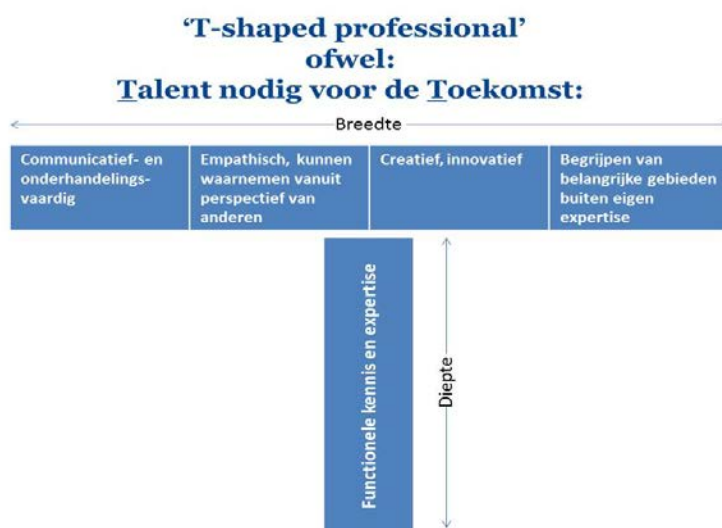 ‘T-shaped professional’
ofwel:
Talent nodig voor de Toekomst:
Breedte
Communicatief- en
onderhandelings-
vaardig
Empathisch, kunnen
waarnemen vanuit
perspectief van
anderen
Creatief, innovatief
Begrijpen van
belangrijke gebieden
buiten eigen
expertise
Functionele kennis en expertise
Diepte